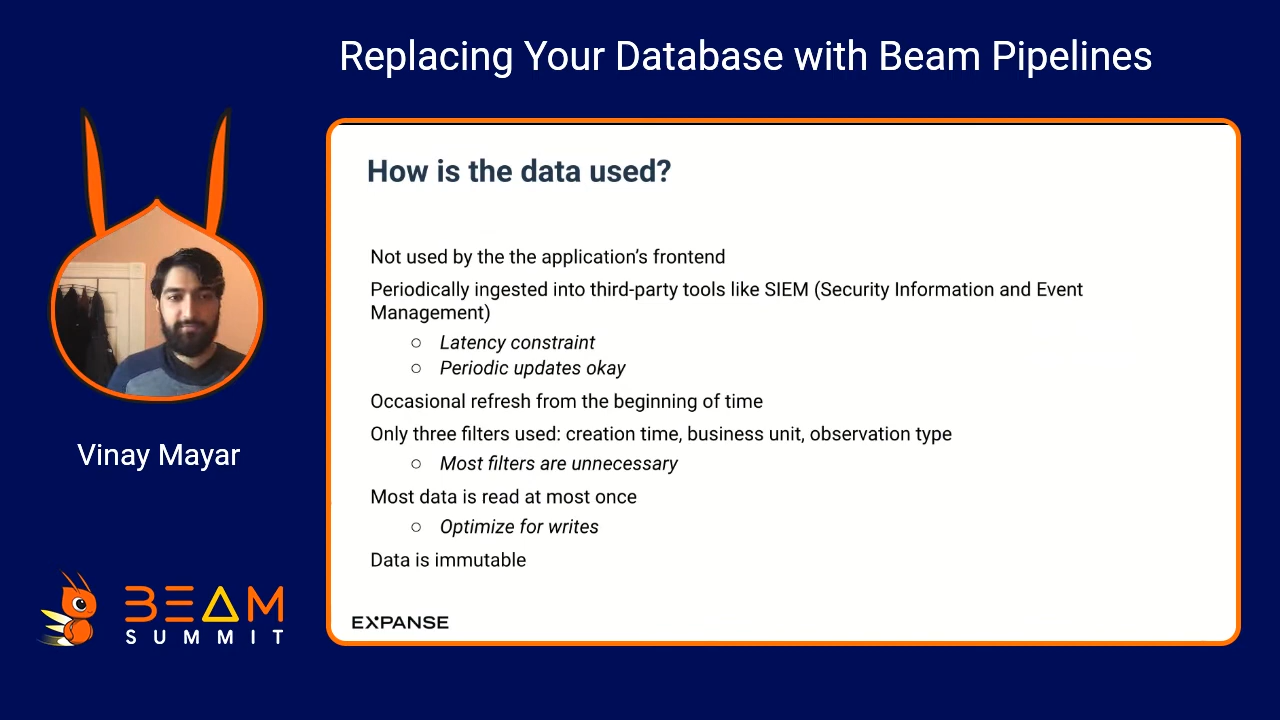 Replacing Your Database with Beam Pipelines
How is the data used?
Not used by the the application's frontend
Periodically ingested into third-party tools like SIEM (Security Information and Event
Management)
○ Latency constraint
○ Periodic updates okay
Occasional refresh from the beginning of time
Only three filters used: creation time, business unit, observation type
○ Most filters are unnecessary
Most data is read at most once
○ Optimize for writes
Data is immutable
EXPANSE
Vinay Mayar
BEAM
SUMMIT